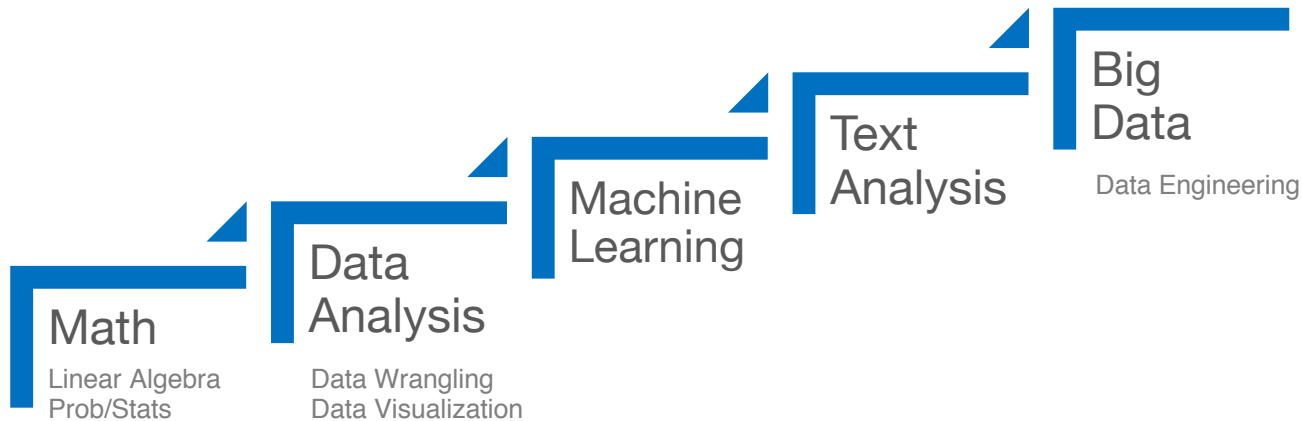 Math
Linear Algebra
Prob/Stats
Data
Analysis
Data Wrangling
Data Visualization
Machine
Learning
Text
Analysis
Big
Data
Data Engineering